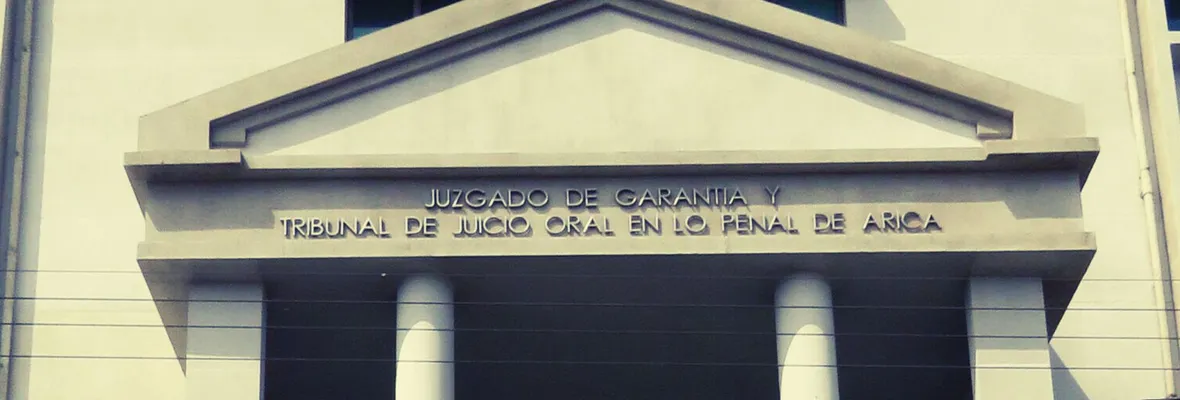 JUZGADO DE GARANTIA Y
TRIBUNAL DE JUICIO ORAL EN LO PENAL DE ARICA